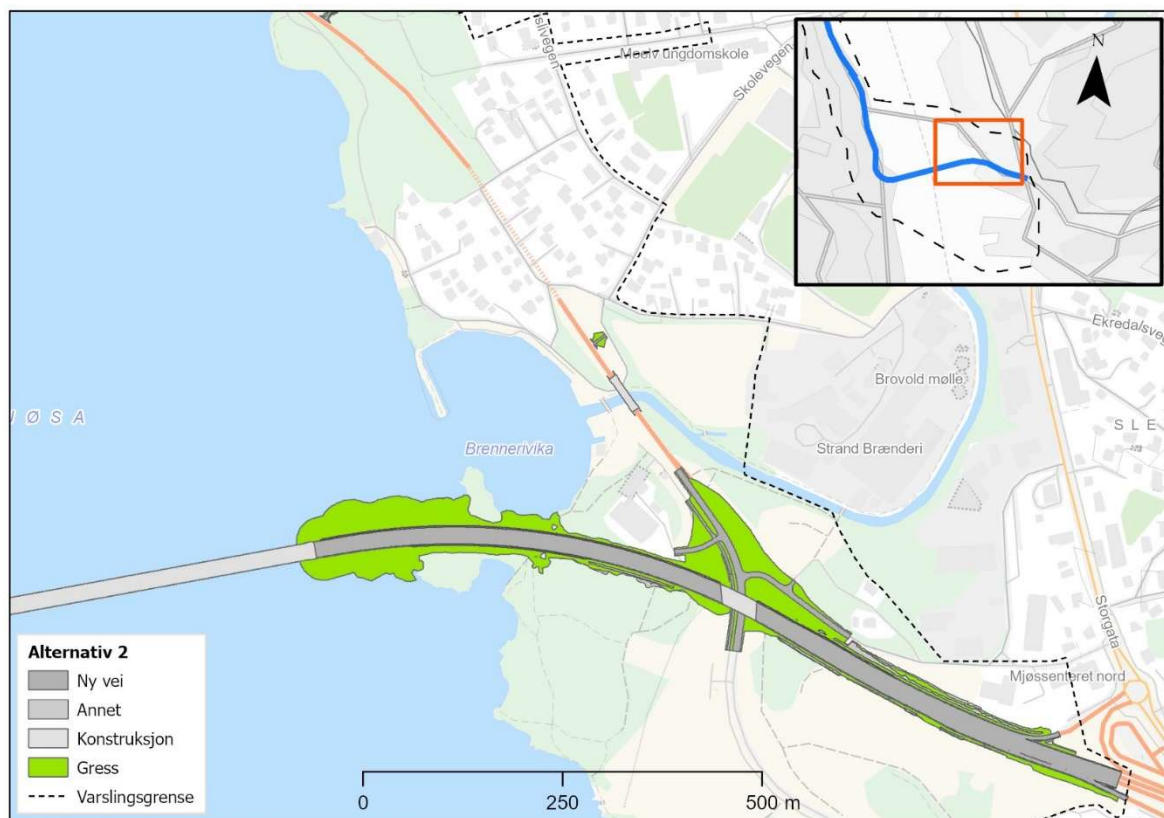 slivegen
Moelv ungdomskole
Skolevegen
N
Ekredalsveg
Brovold mølle
SLE
JØSA
Strand Brænderi
Brennerivika
Storgata
Mjøssenteret nord
Alternativ 2
Ny vei
Annet
Konstruksjon
Gress
Varslingsgrense
0 250 500 m